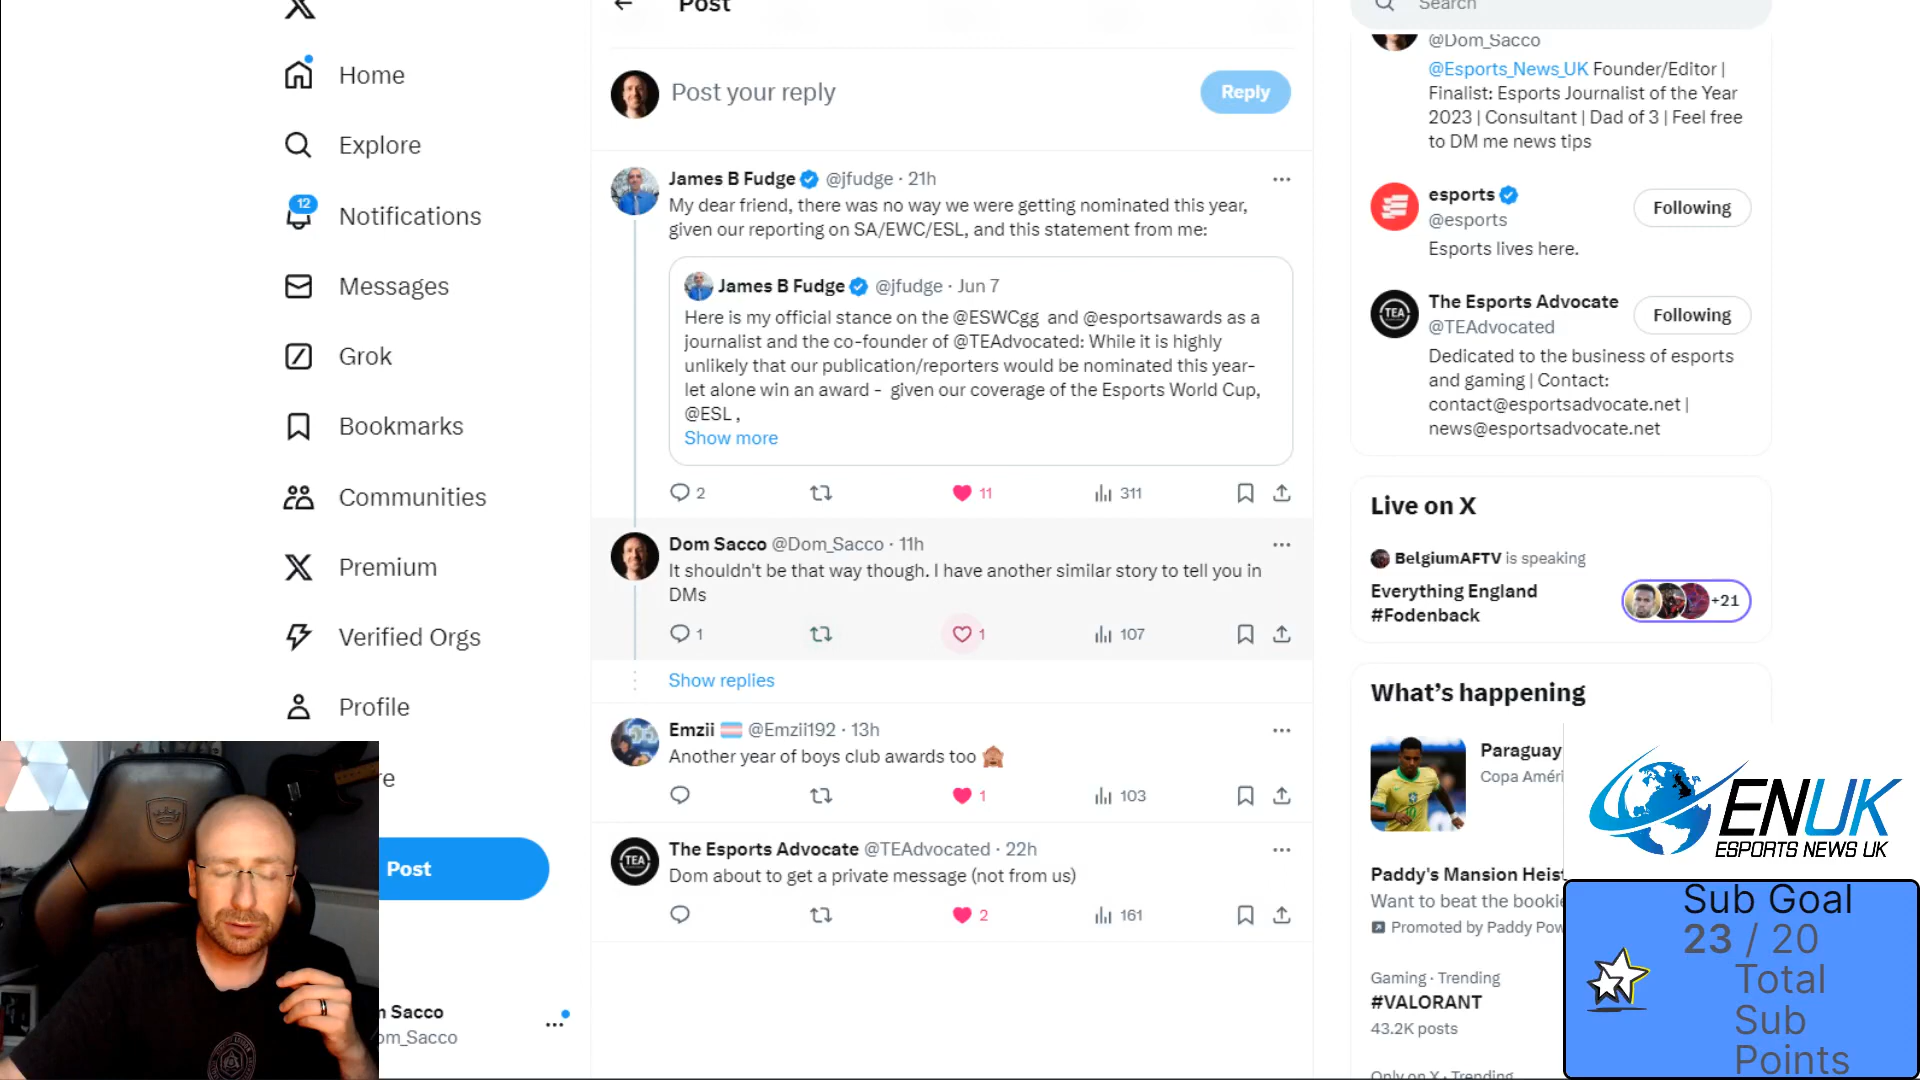 Post
Search
Home
Explore
12
Notifications
Messages
Grok
Bookmarks
Communities
Premium
Verified Orgs
Profile
re
Post
n Sacco
om_Sacco
Post your reply
Reply
James B Fudge @jfudge · 21h
My dear friend, there was no way we were getting nominated this year,
given our reporting on SA/EWC/ESL, and this statement from me:
James B Fudge @jfudge · Jun 7
Here is my official stance on the @ESWCgg and @esportsawards as a
journalist and the co-founder of @TEAdvocated: While it is highly
unlikely that our publication/reporters would be nominated this year-
let alone win an award - given our coverage of the Esports World Cup,
@ESL ,
Show more
2 11 311
Dom Sacco @Dom_Sacco · 11h
It shouldn't be that way though. I have another similar story to tell you in
DMs
1 1 107
Show replies
Emzii @Emzii192 · 13h
Another year of boys club awards too
1 103
TEA
The Esports Advocate @TEAdvocated · 22h
Dom about to get a private message (not from us)
2 161
@Dom_Sacco
@Esports_News_UK Founder/Editor |
Finalist: Esports Journalist of the Year
2023 | Consultant | Dad of 3 | Feel free
to DM me news tips
esports
@esports
Following
Esports lives here.
TEA
The Esports Advocate
@TEAdvocated
Following
Dedicated to the business of esports
and gaming | Contact:
contact@esportsadvocate.net |
news@esportsadvocate.net
Live on X
BelgiumAFTV is speaking
Everything England
#Fodenback
+21
What's happening
Paraguay
Copa Améri
Paddy's Mansion Heist
Want to beat the bookie
Promoted by Paddy Pow
Gaming · Trending
#VALORANT
43.2K posts
Only on X · Trending
ENUK
ESPORTS NEWS UK
Sub Goal
23 / 20
Total
Sub
Points